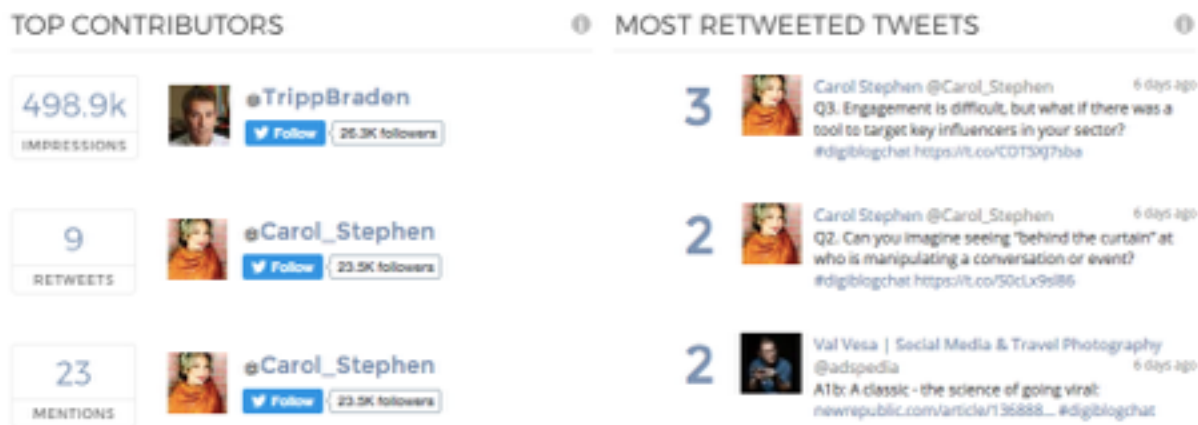 TOP CONTRIBUTORS
498.9k
IMPRESSIONS
@TrippBraden
Follow
26.3K followers
9
RETWEETS
@Carol_Stephen
Follow
23.5K followers
23
MENTIONS
@Carol_Stephen
Follow
23.5K followers
MOST RETWEETED TWEETS
3
Carol Stephen @Carol_Stephen 6 days ago
Q3. Engagement is difficult, but what if there was a
tool to target key influencers in your sector?
#digiblogchat
2
Carol Stephen @Carol_Stephen 6 days ago
Q2. Can you imagine seeing "behind the curtain" at
who is manipulating a conversation or event?
#digiblogchat
2
Val Vesa | Social Media & Travel Photography
@adspedia 6 days ago
A1b: A classic - the science of going viral:
newrepublic.com/article/136888... #digiblogchat